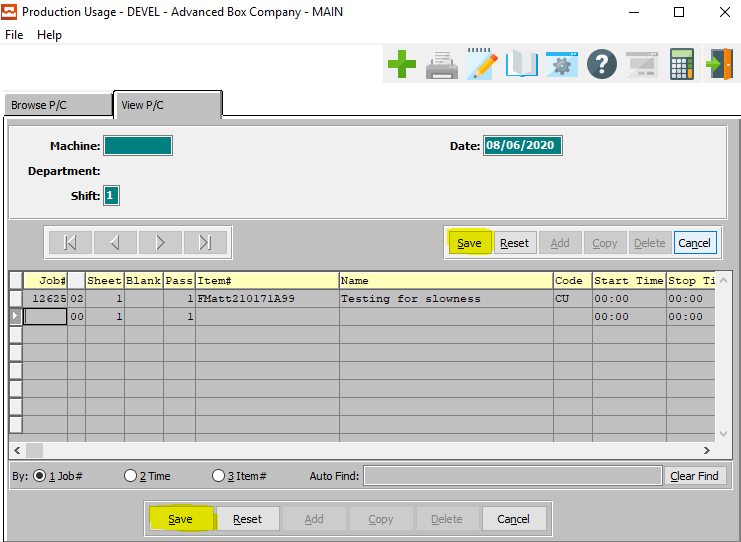 Production Usage - DEVEL - Advanced Box Company - MAIN
File Help
Browse P/C View P/C
Machine: Date: 08/06/2020
Department:
Shift: 1
Save Reset Add Copy Delete Cancel
Job# Sheet Blank Pass Item# Name Code Start Time Stop Ti
12625 02 1 1 FMatt210171A99 Testing for slowness CU 00:00 00:00
00 1 1 00:00 00:00
By: 1 Job# 2 Time 3 Item# Auto Find: Clear Find
Save Reset Add Copy Delete Cancel